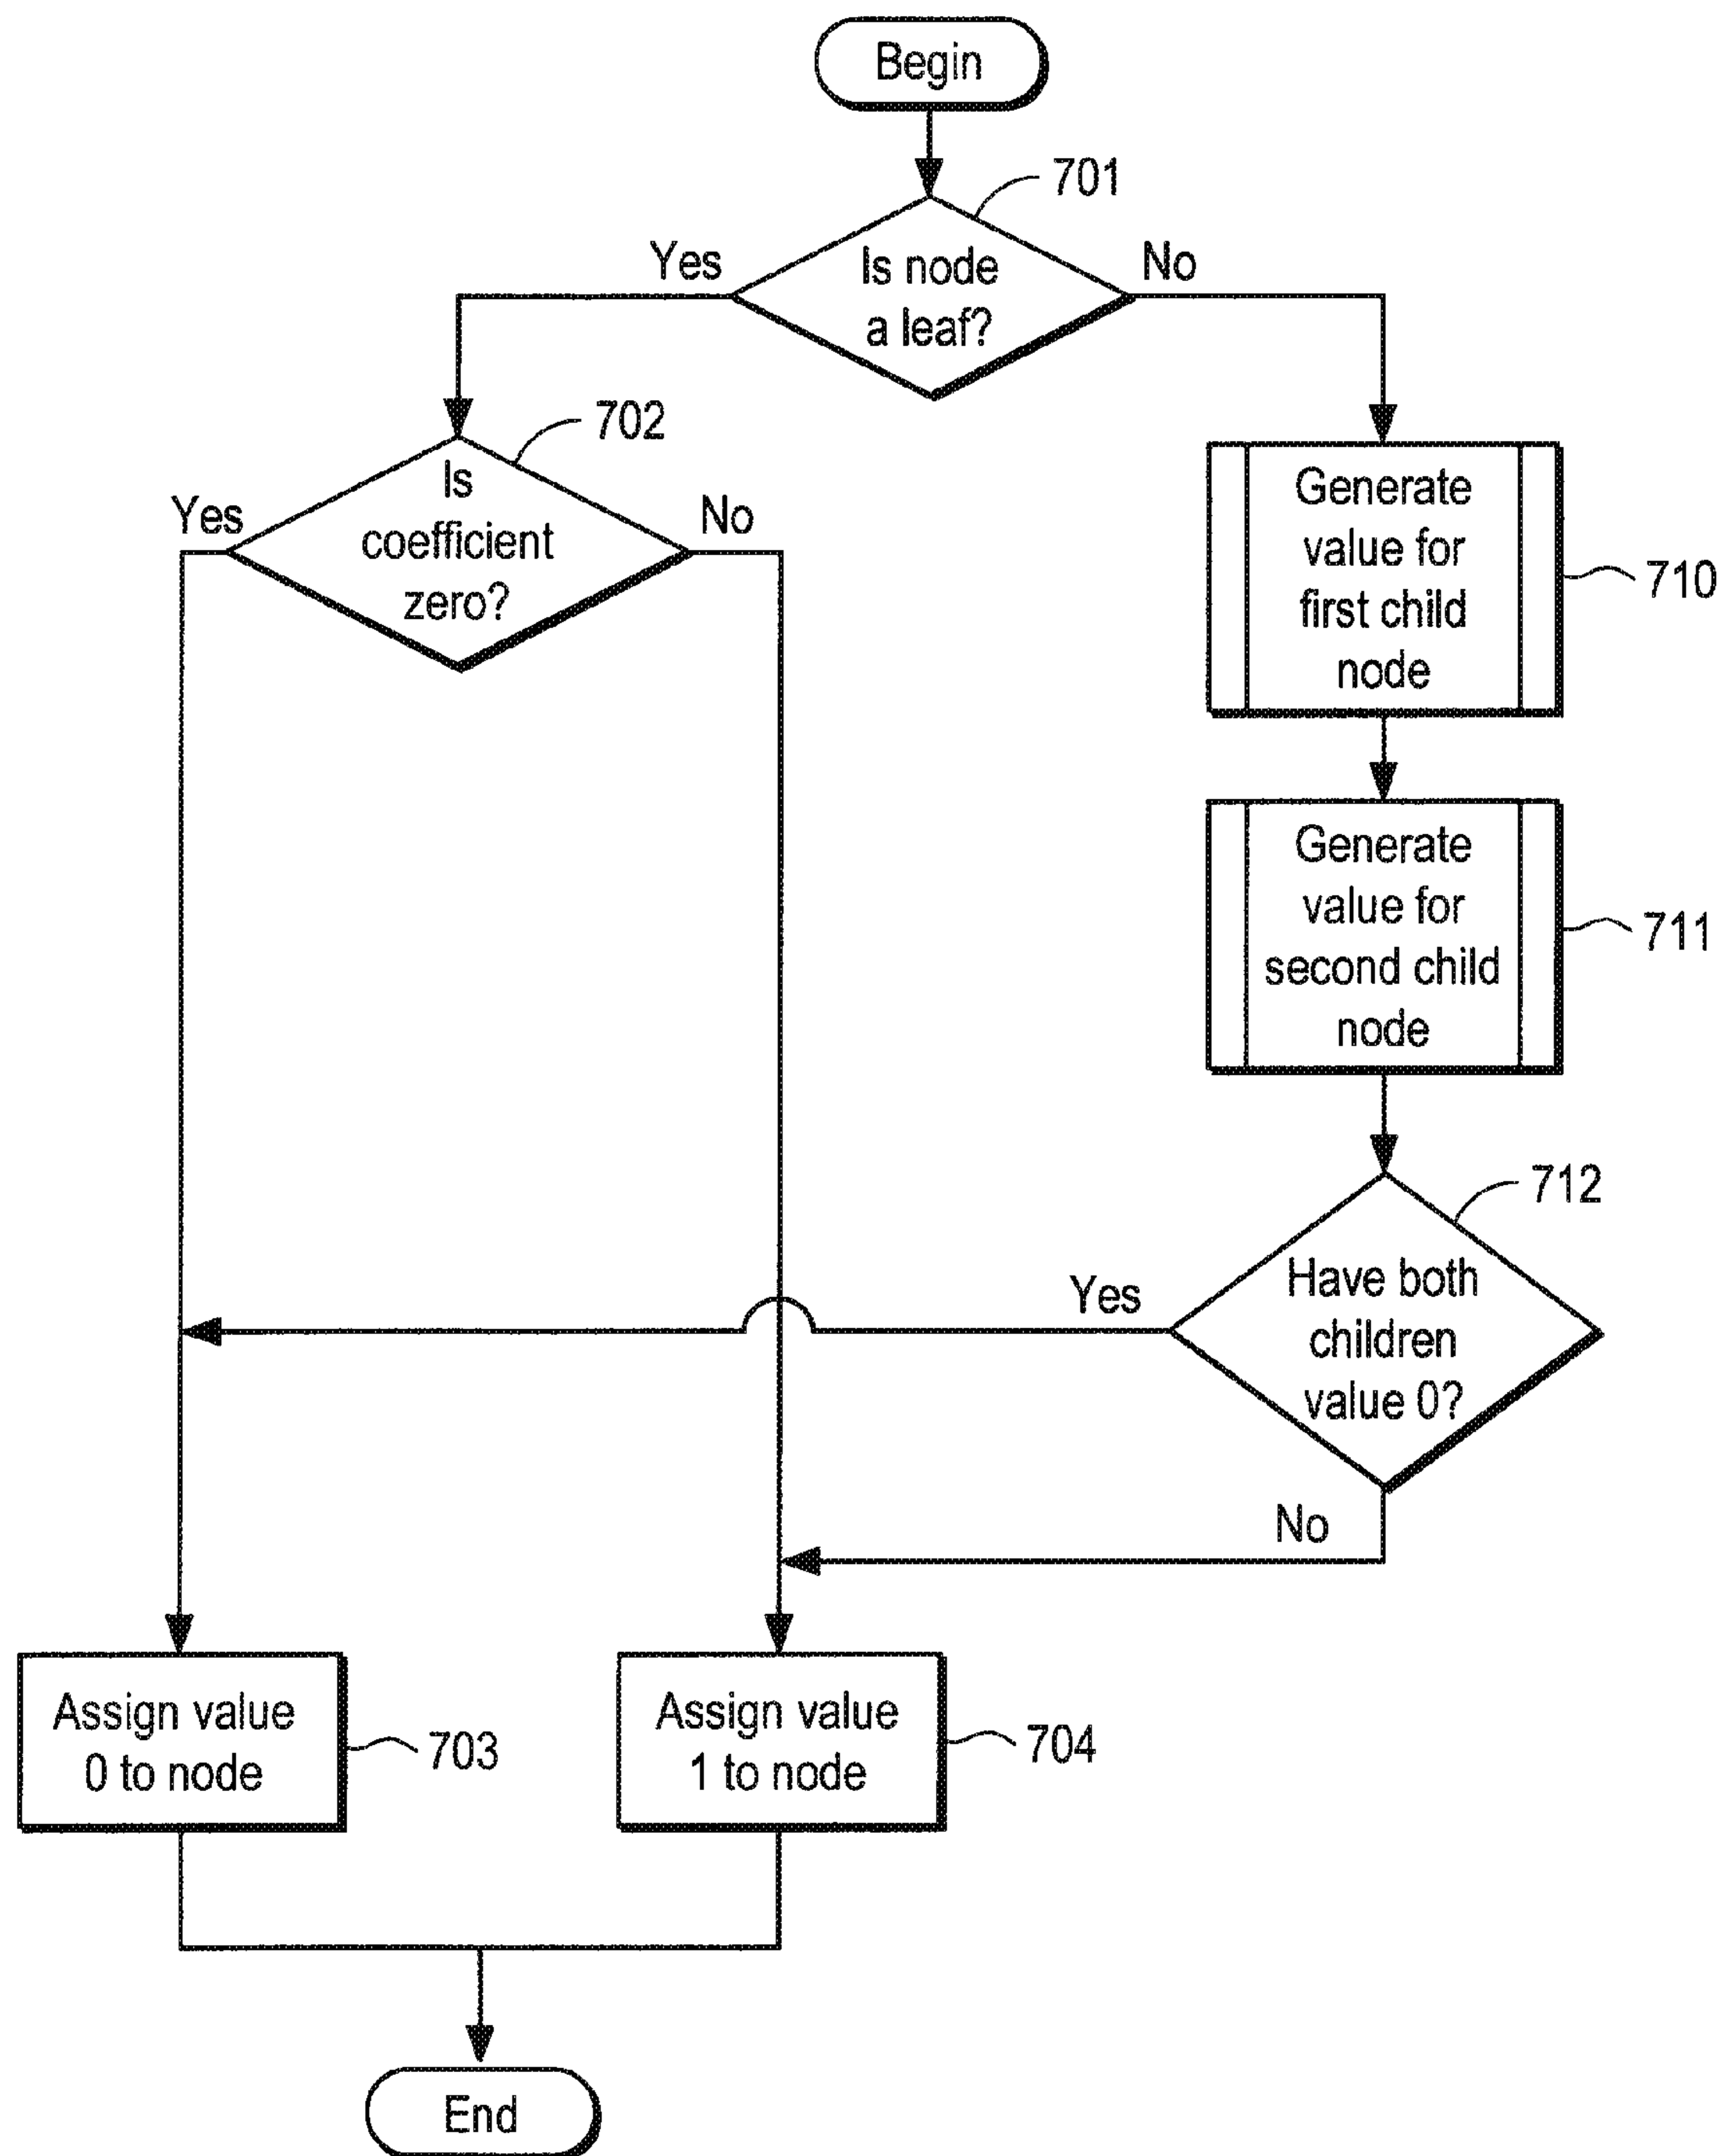 Begin
701
Yes
Is node
a leaf?
No
702
Yes
Is
coefficient
zero?
No
Generate
value for
first child
node
710
Generate
value for
second child
node
711
712
Yes
Have both
children
value 0?
No
Assign value
0 to node
703
Assign value
1 to node
704
End